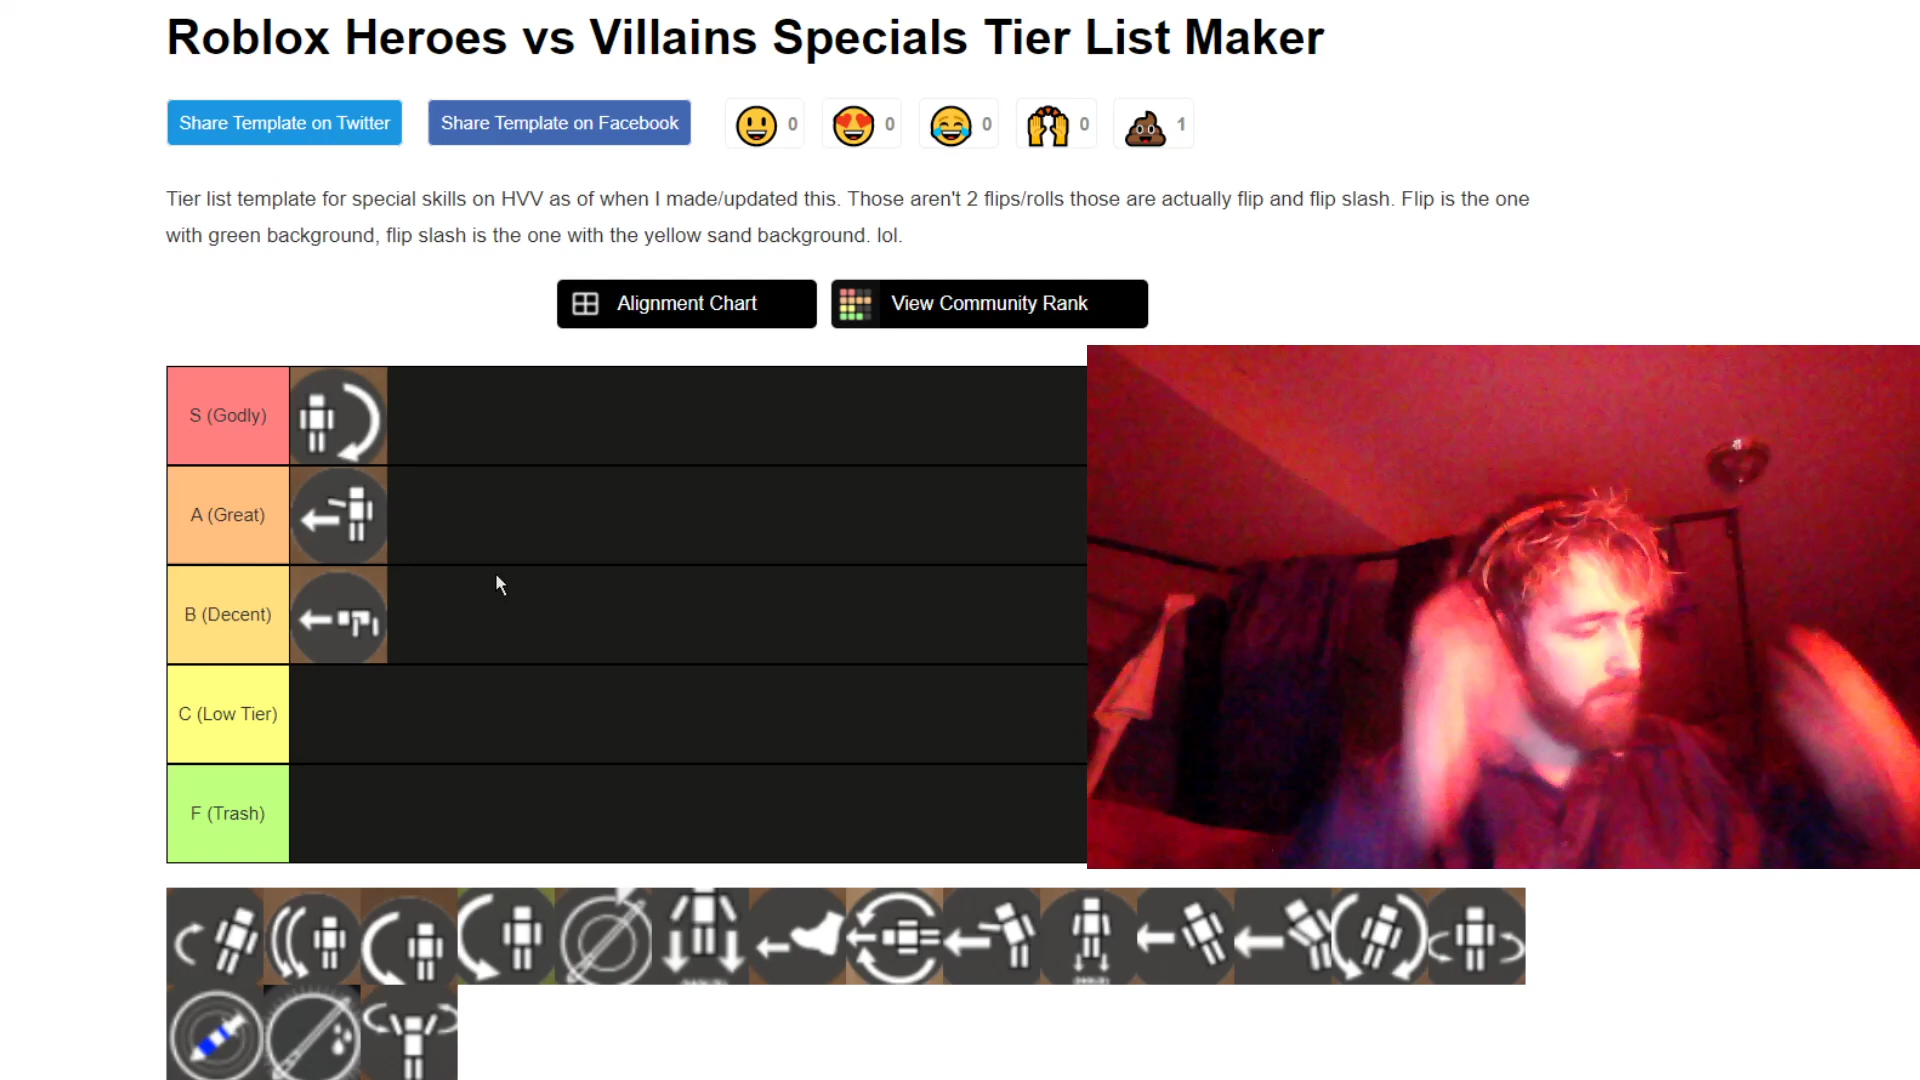 Roblox Heroes vs Villains Specials Tier List Maker
Share Template on Twitter
Share Template on Facebook
0
0
0
0
1
Tier list template for special skills on HVV as of when I made/updated this. Those aren't 2 flips/rolls those are actually flip and flip slash. Flip is the one
with green background, flip slash is the one with the yellow sand background. lol.
Alignment Chart
View Community Rank
S (Godly)
A (Great)
B (Decent)
C (Low Tier)
F (Trash)